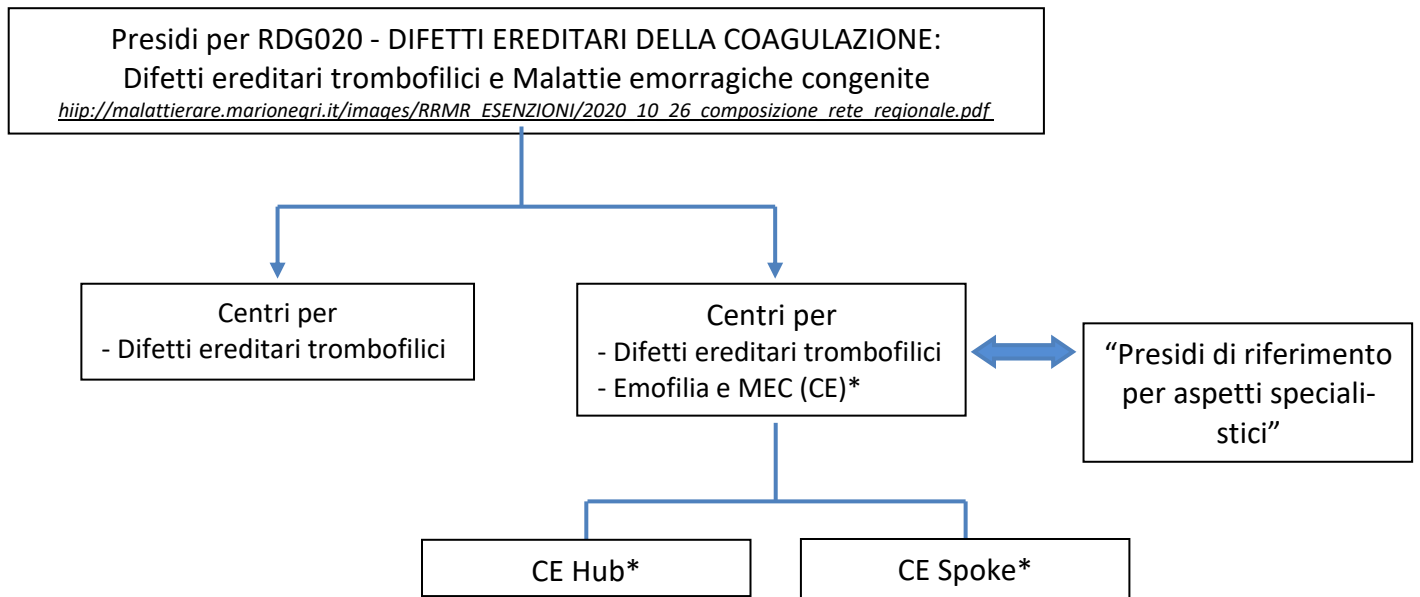 Presidi per RDG020 - DIFETTI EREDITARI DELLA COAGULAZIONE:
Difetti ereditari trombofilici e Malattie emorragiche congenite
hiip://malattierare.marionegri.it/images/RRMR_ESENZIONI/2020_10_26_composizione_rete_regionale.pdf
Centri per
- Difetti ereditari trombofilici
Centri per
- Difetti ereditari trombofilici
- Emofilia e MEC (CE)*
“Presidi di riferimento
per aspetti speciali-
stici”
CE Hub*
CE Spoke*